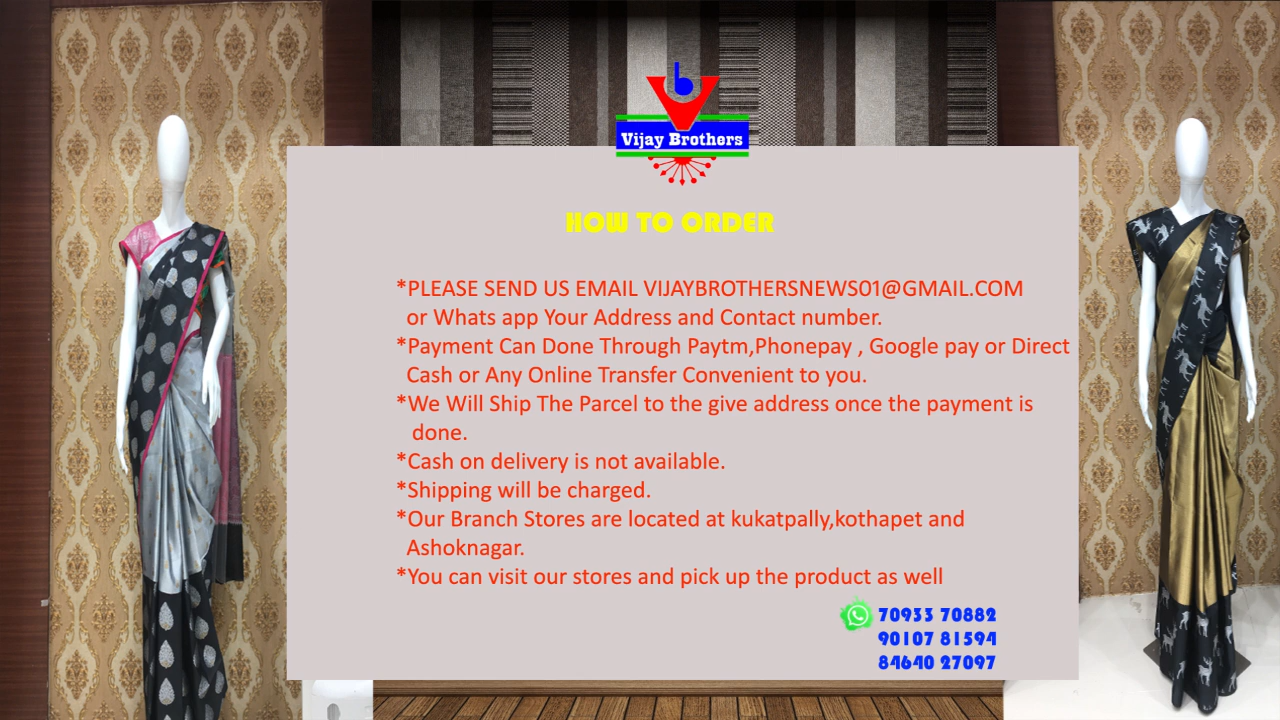 b
Vijay Brothers
HOW TO ORDER
*PLEASE SEND US EMAIL VIJAYBROTHERSNEWS01@GMAIL.COM
or Whats app Your Address and Contact number.
*Payment Can Done Through Paytm,Phonepay , Google pay or Direct
Cash or Any Online Transfer Convenient to you.
*We Will Ship The Parcel to the give address once the payment is
done.
*Cash on delivery is not available.
*Shipping will be charged.
*Our Branch Stores are located at kukatpally,kothapet and
Ashoknagar.
*You can visit our stores and pick up the product as well
70933 70882
90107 81594
84640 27097